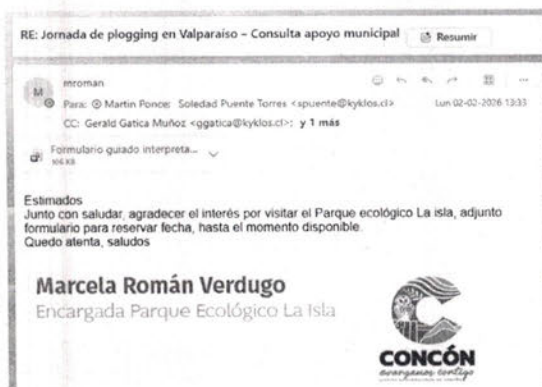 RE: Jornada de plogging en Valparaíso – Consulta apoyo municipal
Resumir
M
mroman
Para: Martin Ponce; Soledad Puente Torres <spuente@kyklos.cl>
Lun 02-02-2026 13:33
CC: Gerald Gatica Muñoz <ggatica@kyklos.cl>; y 1 más
Formulario guiado interpreta...
Estimados
Junto con saludar, agradecer el interés por visitar el Parque ecológico La isla, adjunto
formulario para reservar fecha, hasta el momento disponible.
Quedo atenta, saludos
Marcela Román Verdugo
Encargada Parque Ecológico La Isla
CONCÓN
avanzamos contigo